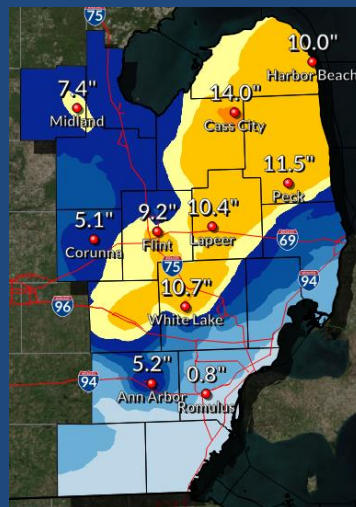 75
10.0"
Harbor Beach
7.4"
Midland
14.0"
Cass City
11.5"
Peck
9.2"
Flint
10.4"
Lapeer
5.1"
Corunna
69
75
94
10.7"
White Lake
96
5.2"
Ann Arbor
94
0.8"
Romulus